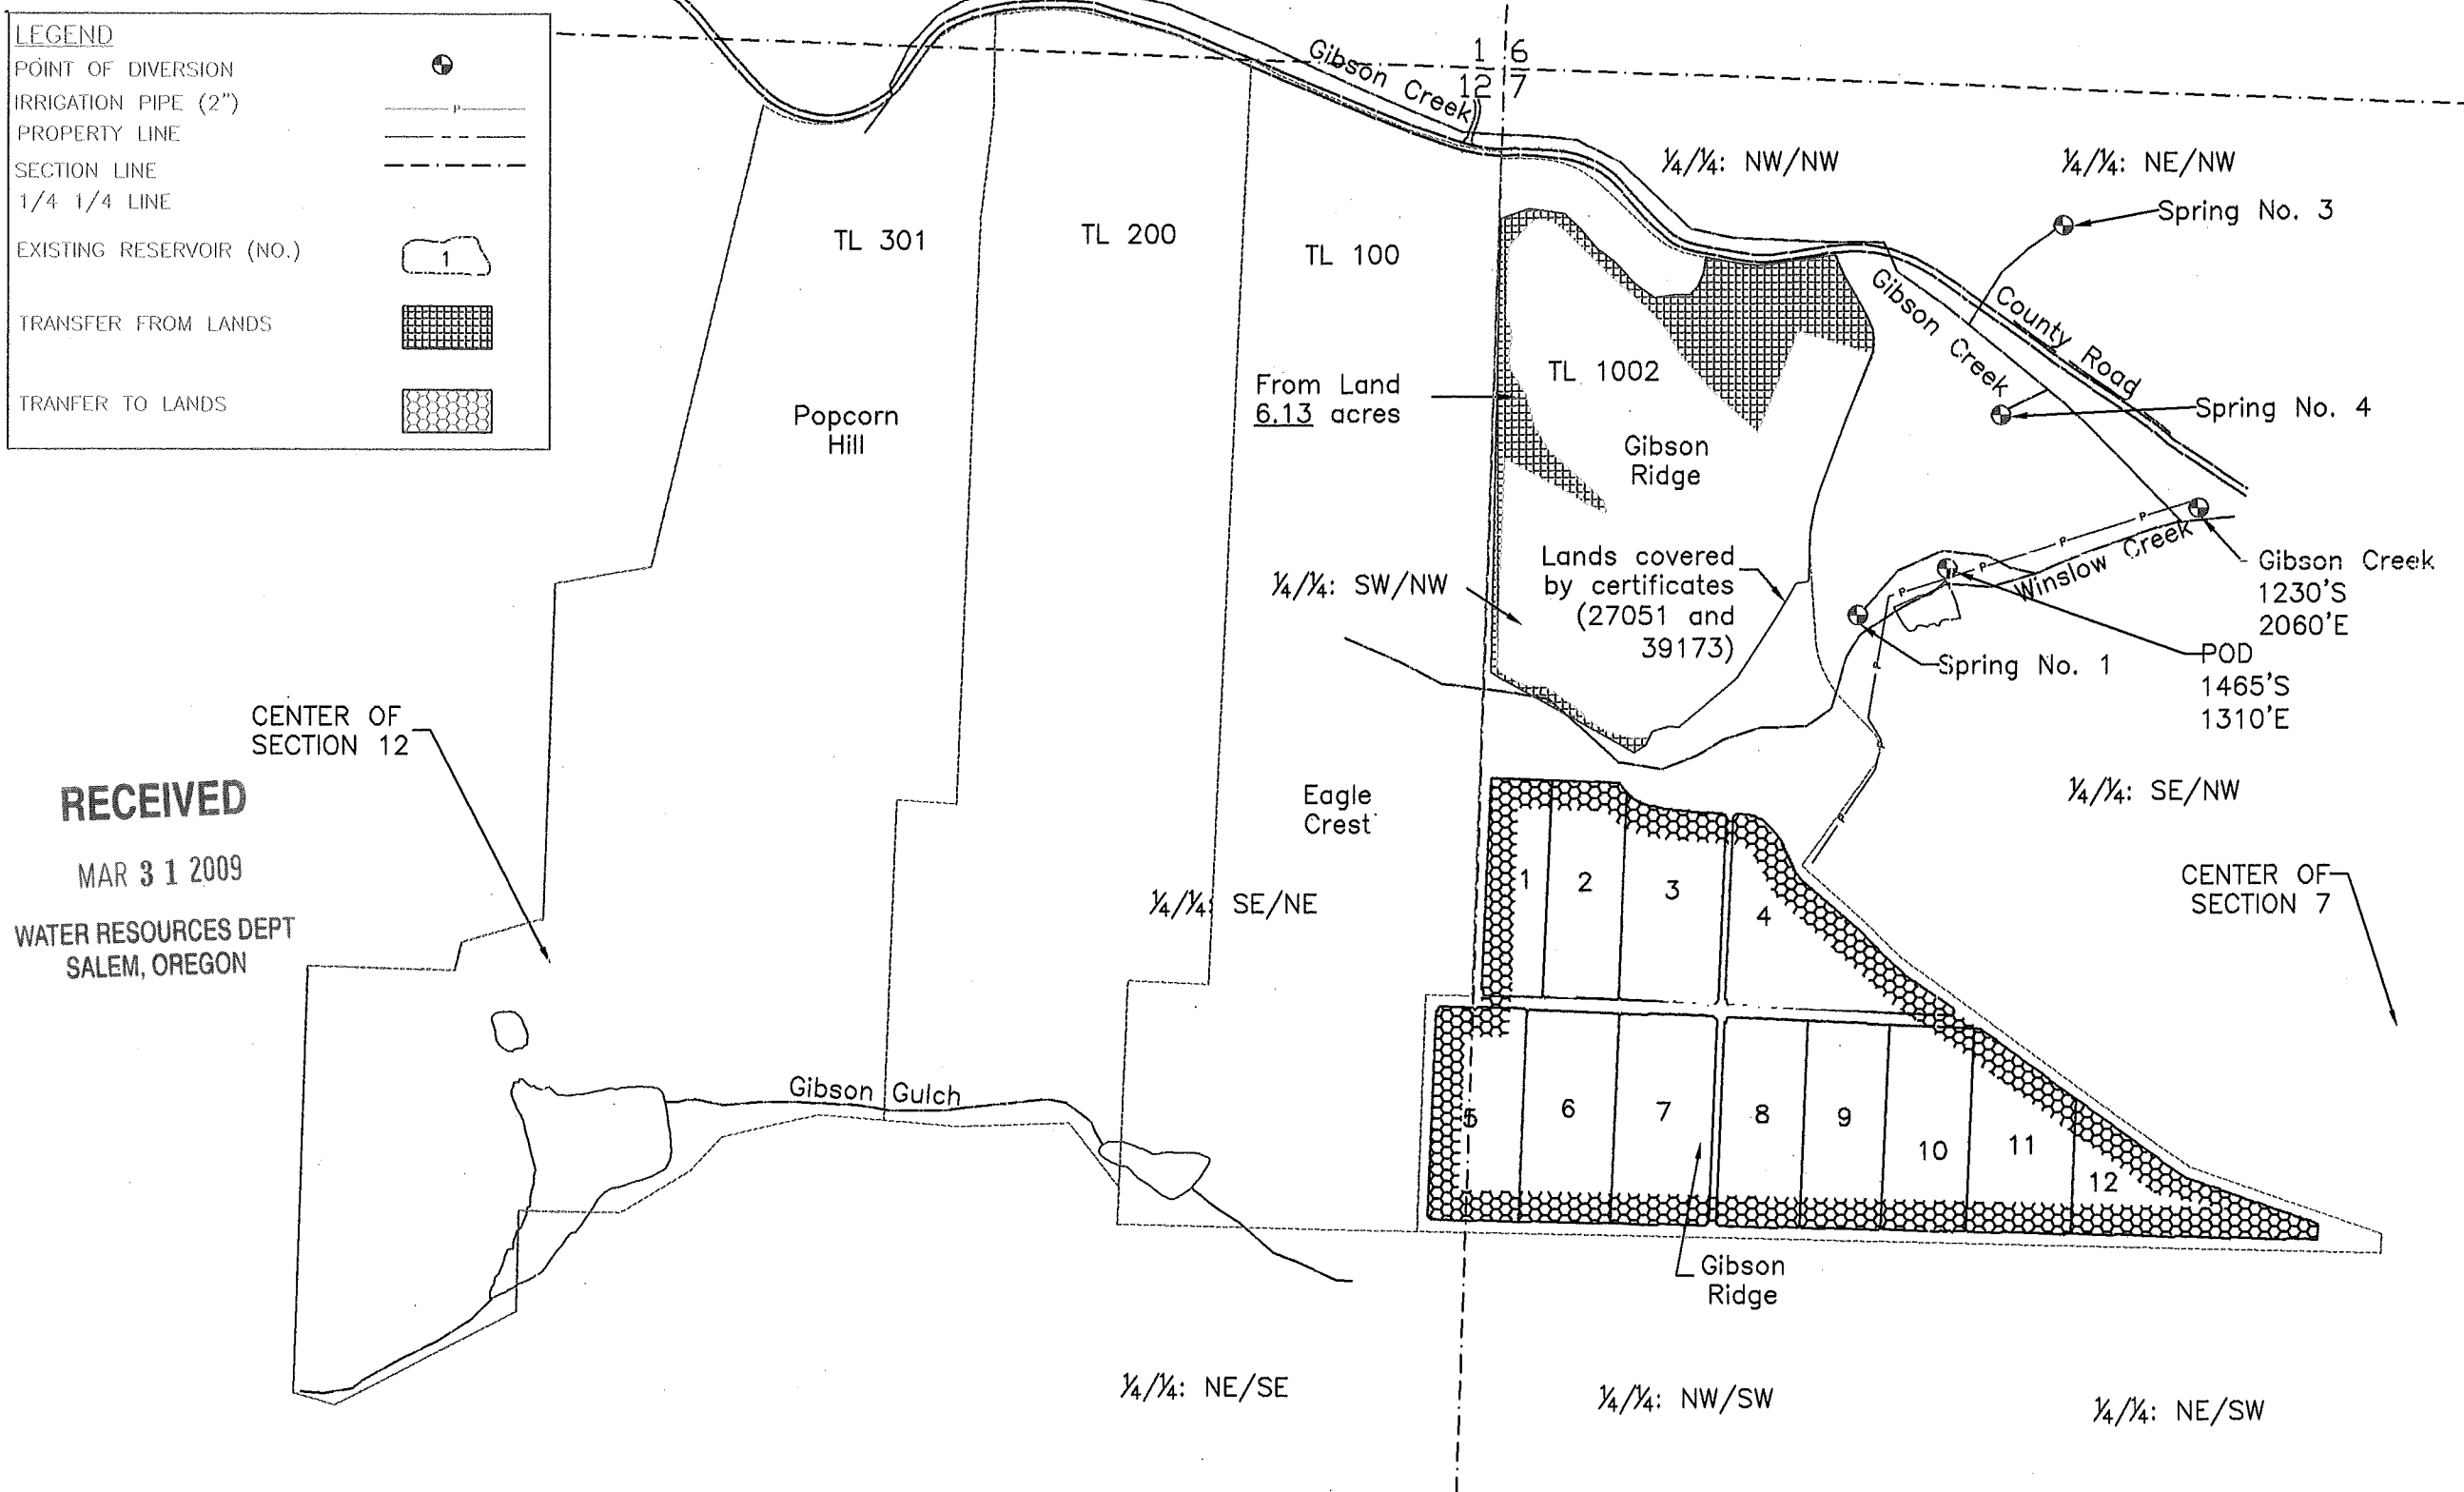 LEGEND
POINT OF DIVERSION
IRRIGATION PIPE (2")
P
PROPERTY LINE
SECTION LINE
1/4 1/4 LINE
EXISTING RESERVOIR (NO.)
1
TRANSFER FROM LANDS
TRANFER TO LANDS
Gibson Creek
1 6
12 7
¼/¼: NW/NW
¼/¼: NE/NW
Spring No. 3
TL 301
TL 200
TL 100
Gibson Creek
County Road
TL 1002
From Land
6.13 acres
Spring No. 4
Popcorn
Hill
Gibson
Ridge
Lands covered
by certificates
(27051 and
39173)
¼/¼: SW/NW
P
P
P
P
Winslow Creek
Gibson Creek
1230'S
2060'E
POD
1465'S
1310'E
Spring No. 1
P
P
P
CENTER OF
SECTION 12
RECEIVED
MAR 31 2009
WATER RESOURCES DEPT
SALEM, OREGON
Eagle
Crest
¼/¼: SE/NW
¼/¼: SE/NE
1
2
3
4
CENTER OF
SECTION 7
Gibson Gulch
5
6
7
8
9
10
11
12
Gibson
Ridge
¼/¼: NE/SE
¼/¼: NW/SW
¼/¼: NE/SW